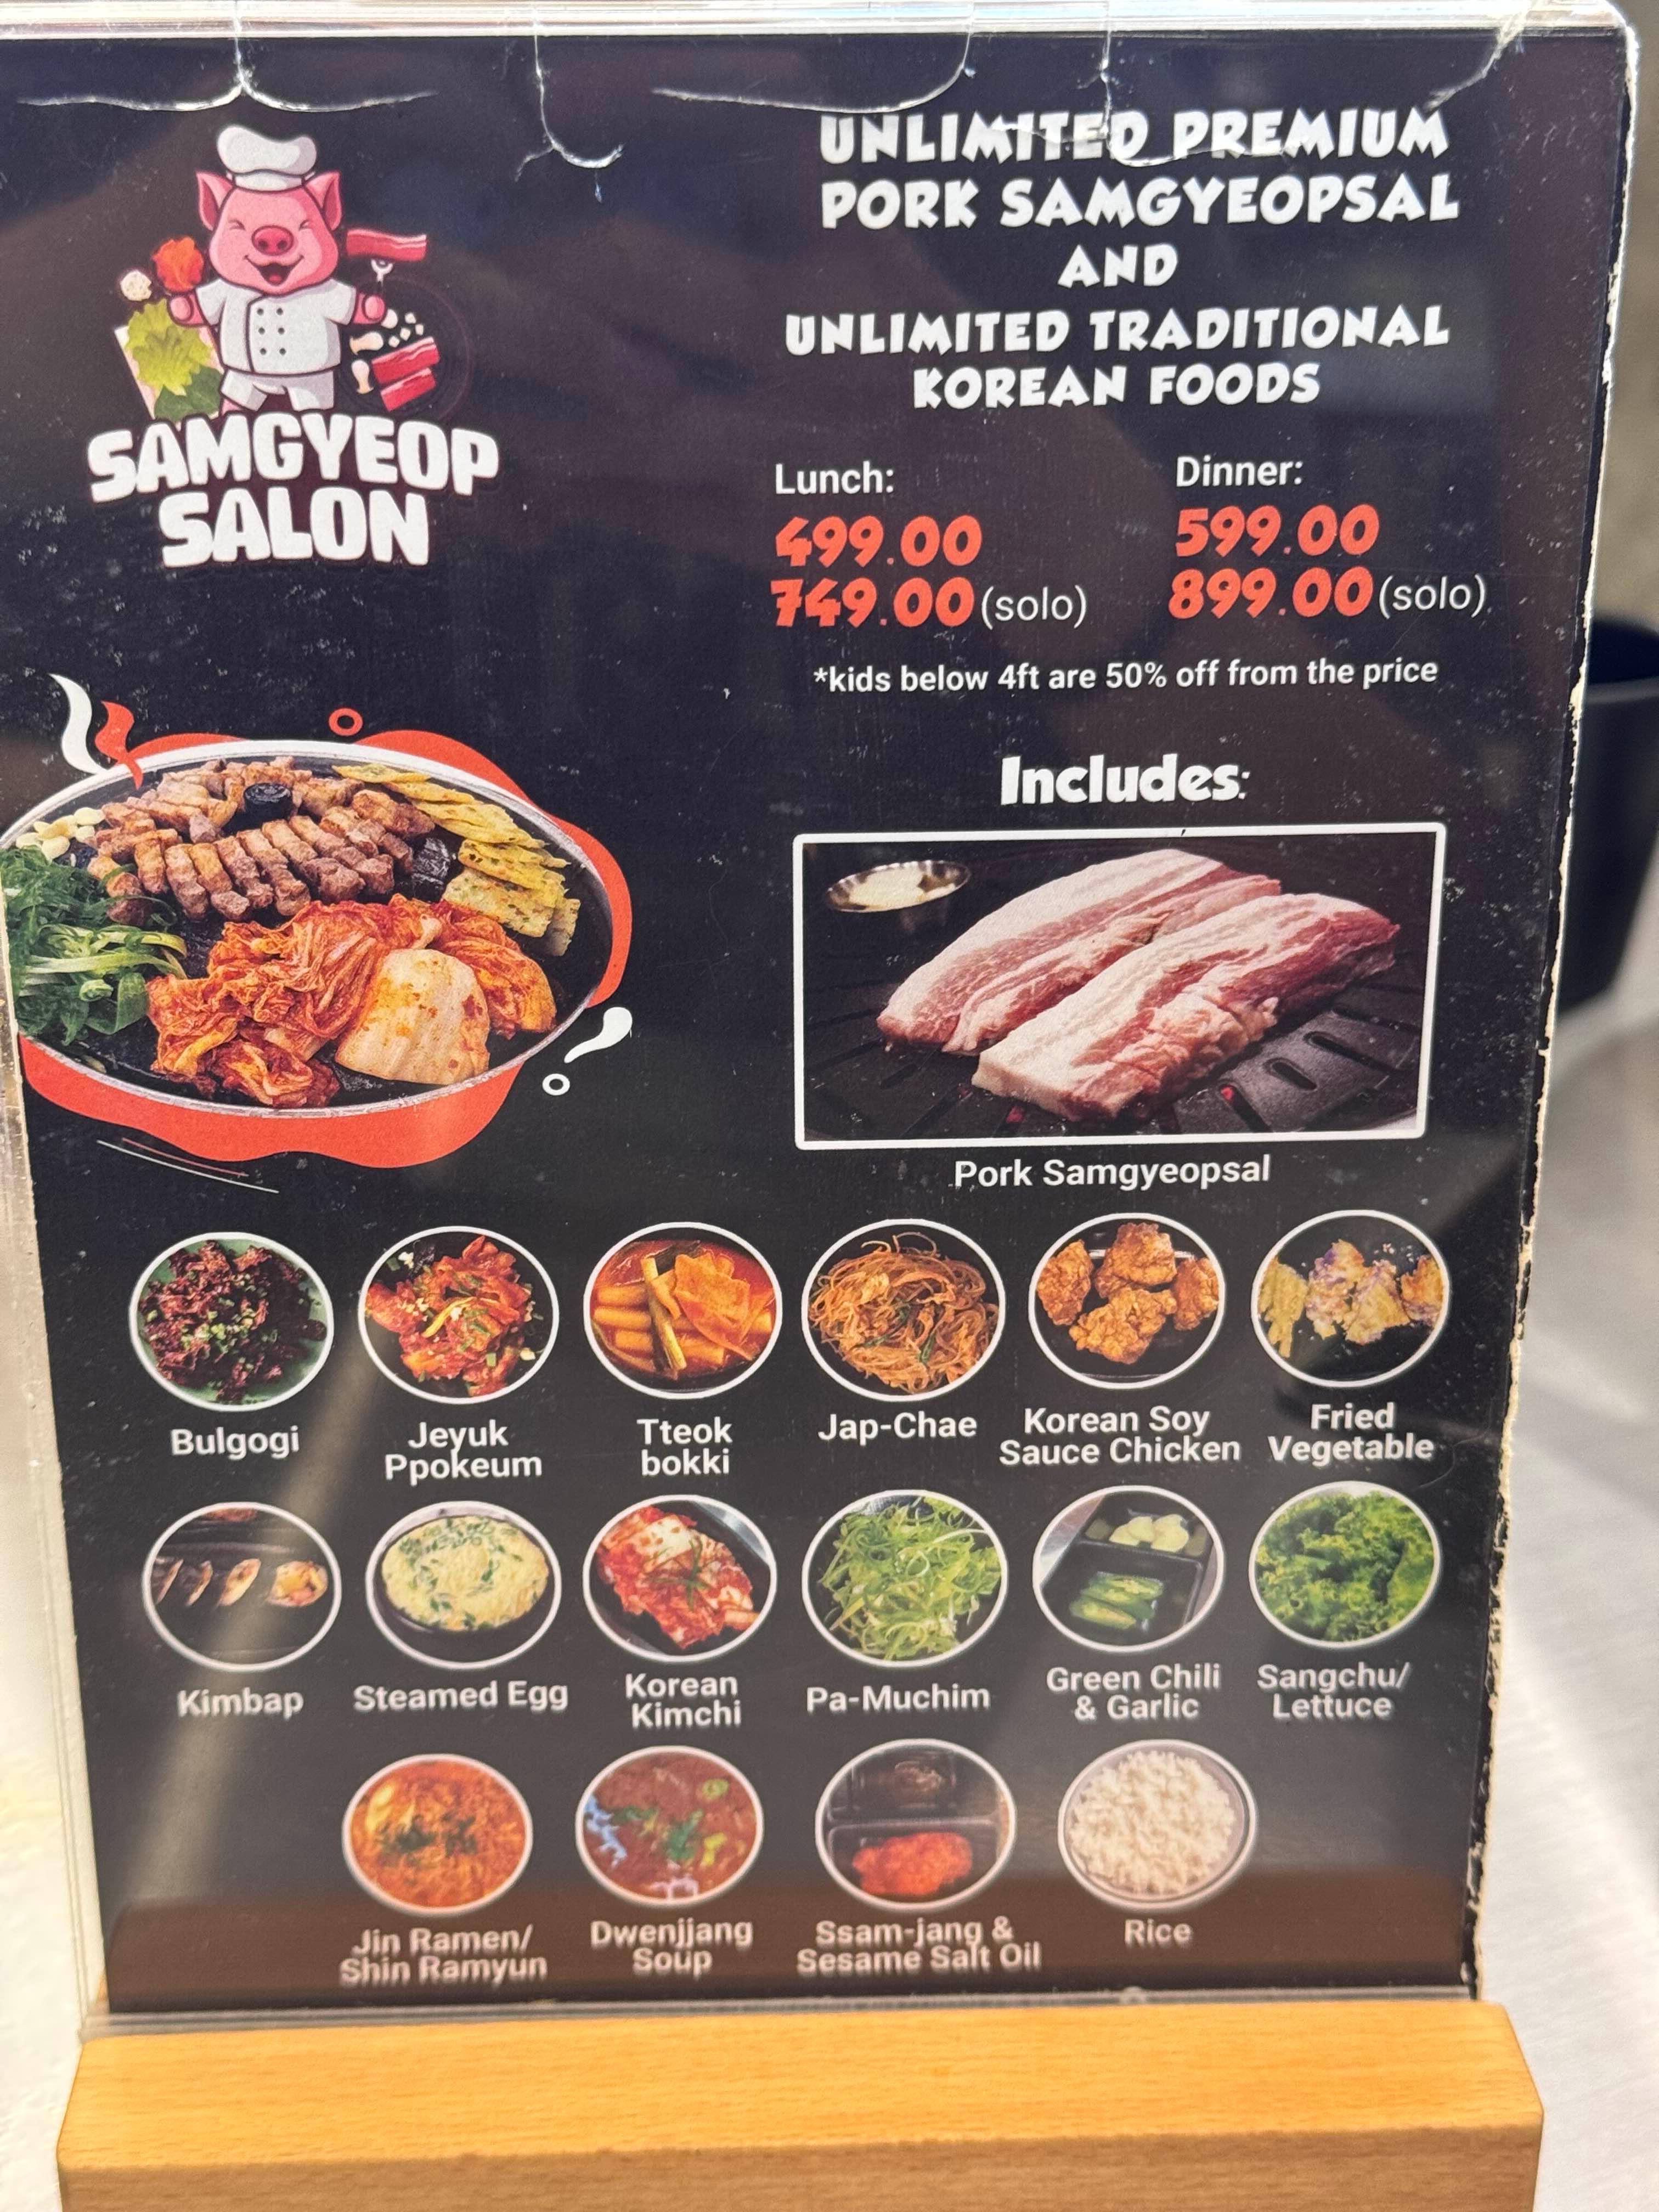 SAMGYEOP
SALON
UNLIMITED PREMIUM
PORK SAMGYEOPSAL
AND
UNLIMITED TRADITIONAL
KOREAN FOODS
Lunch:
499.00
749.00 (solo)
Dinner:
599.00
899.00 (solo)
*kids below 4ft are 50% off from the price
Includes:
Pork Samgyeopsal
Bulgogi
Jeyuk
Ppokeum
Tteok
bokki
Jap-Chae
Korean Soy
Sauce Chicken
Fried
Vegetable
Kimbap
Steamed Egg
Korean
Kimchi
Pa-Muchim
Green Chili
& Garlic
Sangchu/
Lettuce
Jin Ramen/
Shin Ramyun
Dwenjjang
Soup
Ssam-jang &
Sesame Salt Oil
Rice